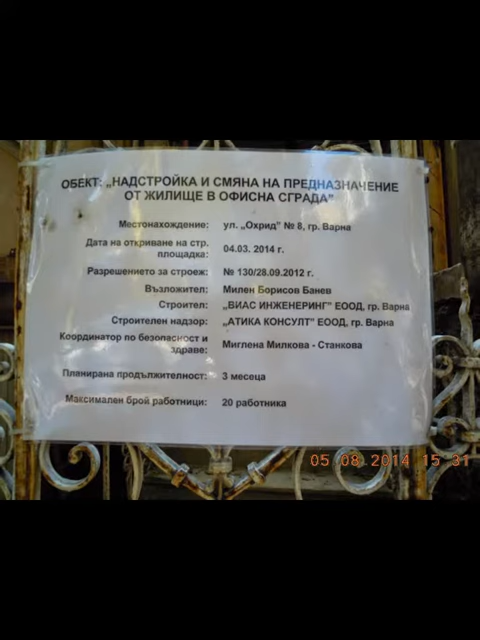 ОБЕКТ: „НАДСТРОЙКА И СМЯНА НА ПРЕДНАЗНАЧЕНИЕ
ОТ ЖИЛИЩЕ В ОФИСНА СГРАДА"
Местонахождение: ул. „Охрид" № 8, гр. Варна
Дата на откриване на стр.
площадка: 04.03. 2014 г.
Разрешението за строеж: № 130/28.09.2012 г.
Възложител: Милен Борисов Банев
Строител: „ВИАС ИНЖЕНЕРИНГ" ЕООД, гр. Варна
Строителен надзор: „АТИКА КОНСУЛТ" ЕООД, гр. Варна
Координатор по безопасност и
здраве: Миглена Милкова - Станкова
Планирана продължителност: 3 месеца
Максимален брой работници: 20 работника
05 08 2014 15 31